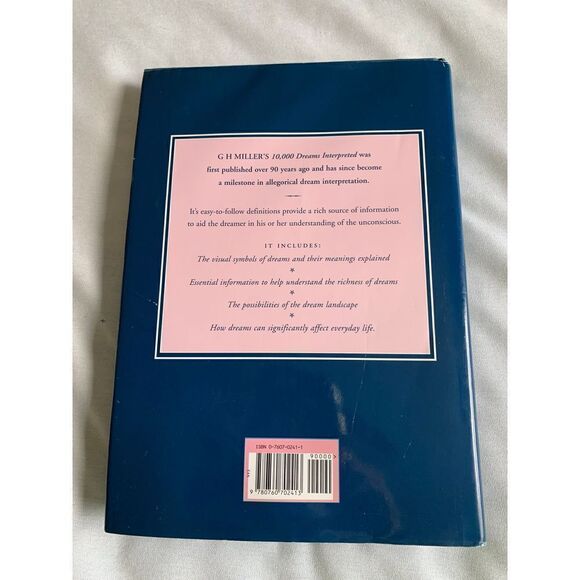 G H MILLER'S 10,000 Dreams Interpreted was
first published over 90 years ago and has since become
a milestone in allegorical dream interpretation.
It's easy-to-follow definitions provide a rich source of information
to aid the dreamer in his or her understanding of the unconscious.
IT INCLUDES:
The visual symbols of dreams and their meanings explained
*
Essential information to help understand the richness of dreams
*
The possibilities of the dream landscape
*
How dreams can significantly affect everyday life.
ISBN 0-7607-0241-1
90000
9 780760 702413